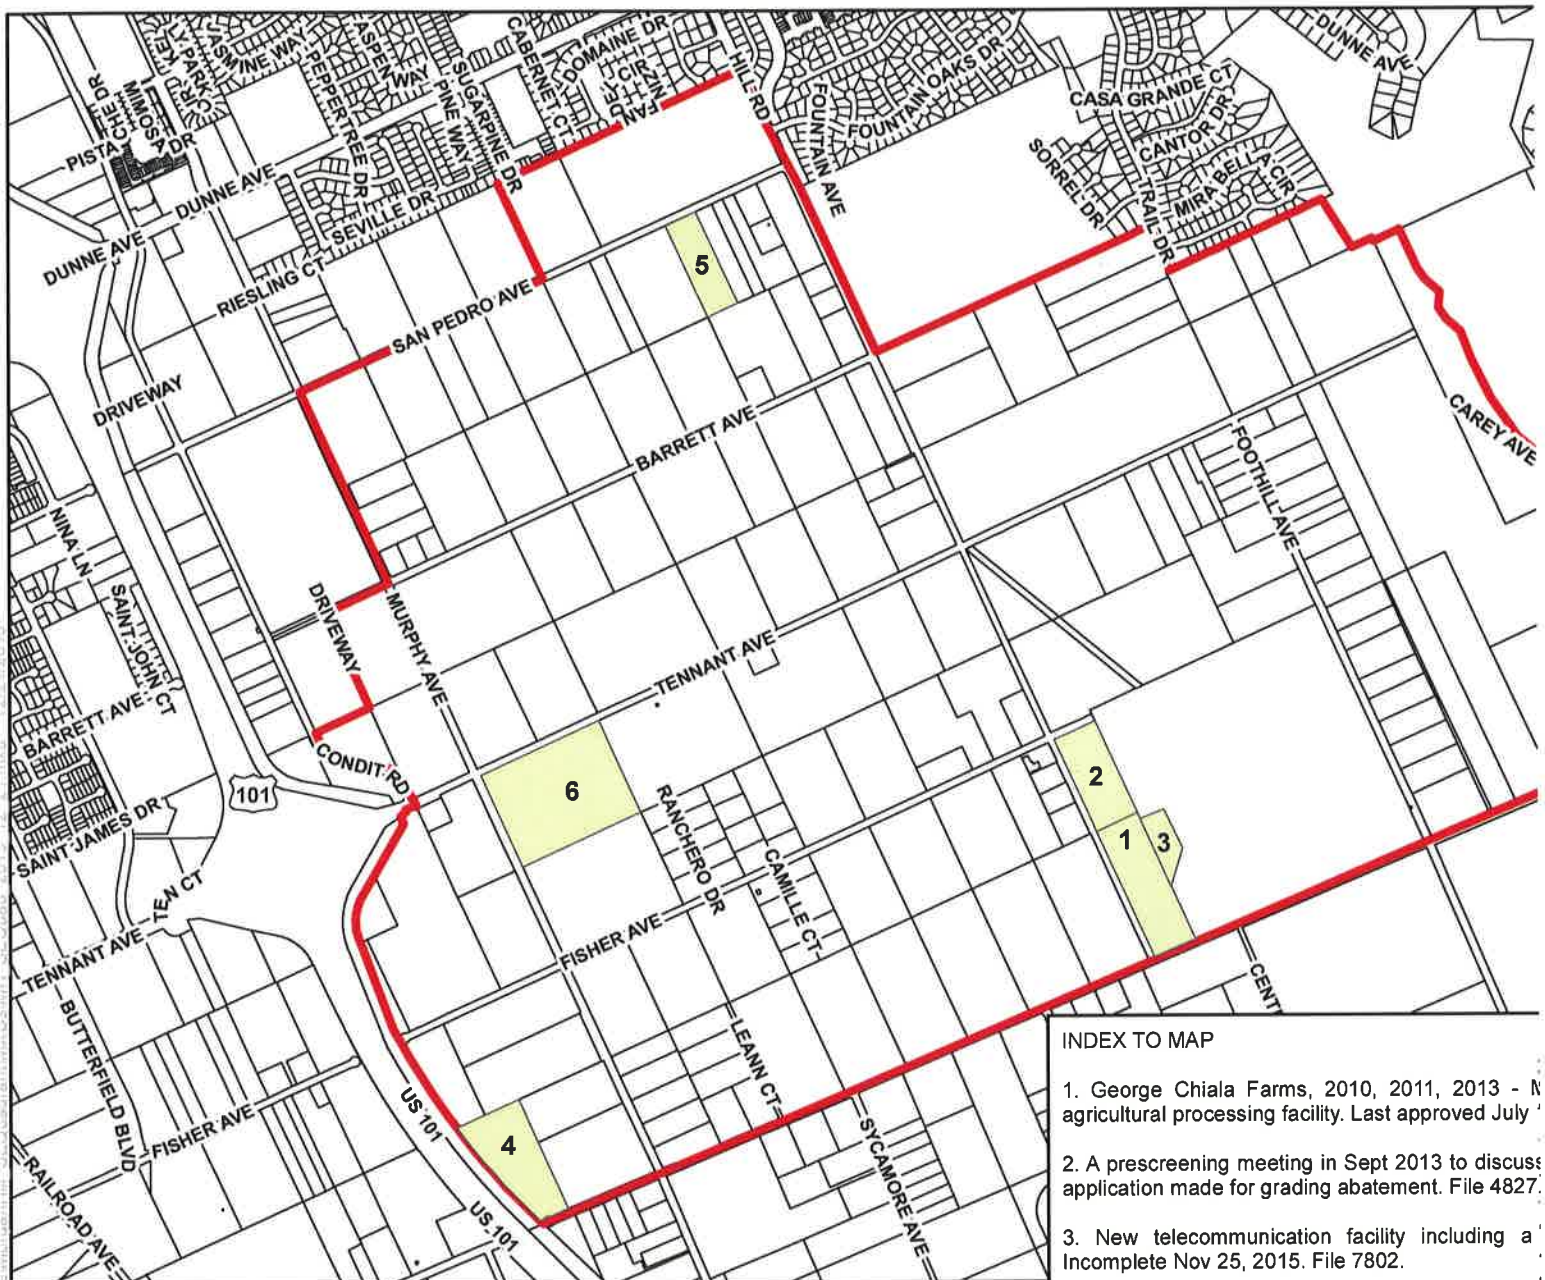 PISTACHE DR
MIMOSA DR
KELY PARK CIR
JASMINE WAY
PEPPERTREE DR
ASPEN WAY
PINE WAY
SUGARPINE DR
CABERNET CT
DOMAINE DR
CIR
HILL RD
FOUNTAIN AVE
FOUNTAIN OAKS DR
CASA GRANDE CT
CANTOR DR
MIRA BELLA CIR
SORREL DR
TRAIL DR
DUNNE AVE
DUNNE AVE
DUNNE AVE
SEVILLE DR
RIESLING CT
SAN PEDRO AVE
5
DRIVEWAY
BARRETT AVE
CAREY AVE
FOOTHILL AVE
NINA LN
SAINT JOHN CT
DRIVEWAY
MURPHY AVE
TENNANT AVE
BARRETT AVE
CONDIT RD
101
SAINT JAMES DR
6
RANCHERO DR
CAMILLE CT
2
1
3
TEN CT
TENNANT AVE
FISHER AVE
BUTTERFIELD BLVD
LEANN CT
CENT
US 101
4
FISHER AVE
SYCAMORE AVE
RAILROAD AVE
US 101
INDEX TO MAP
1. George Chiala Farms, 2010, 2011, 2013 -
agricultural processing facility. Last approved July
2. A prescreening meeting in Sept 2013 to discuss
application made for grading abatement. File 4827.
3. New telecommunication facility including a
Incomplete Nov 25, 2015. File 7802.